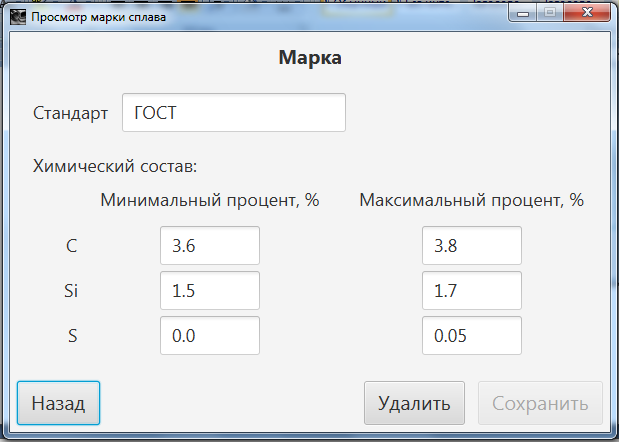 Просмотр марки сплава
Марка
Стандарт ГОСТ
Химический состав:
Минимальный процент, % Максимальный процент, %
C 3.6 3.8
Si 1.5 1.7
S 0.0 0.05
Назад Удалить Сохранить